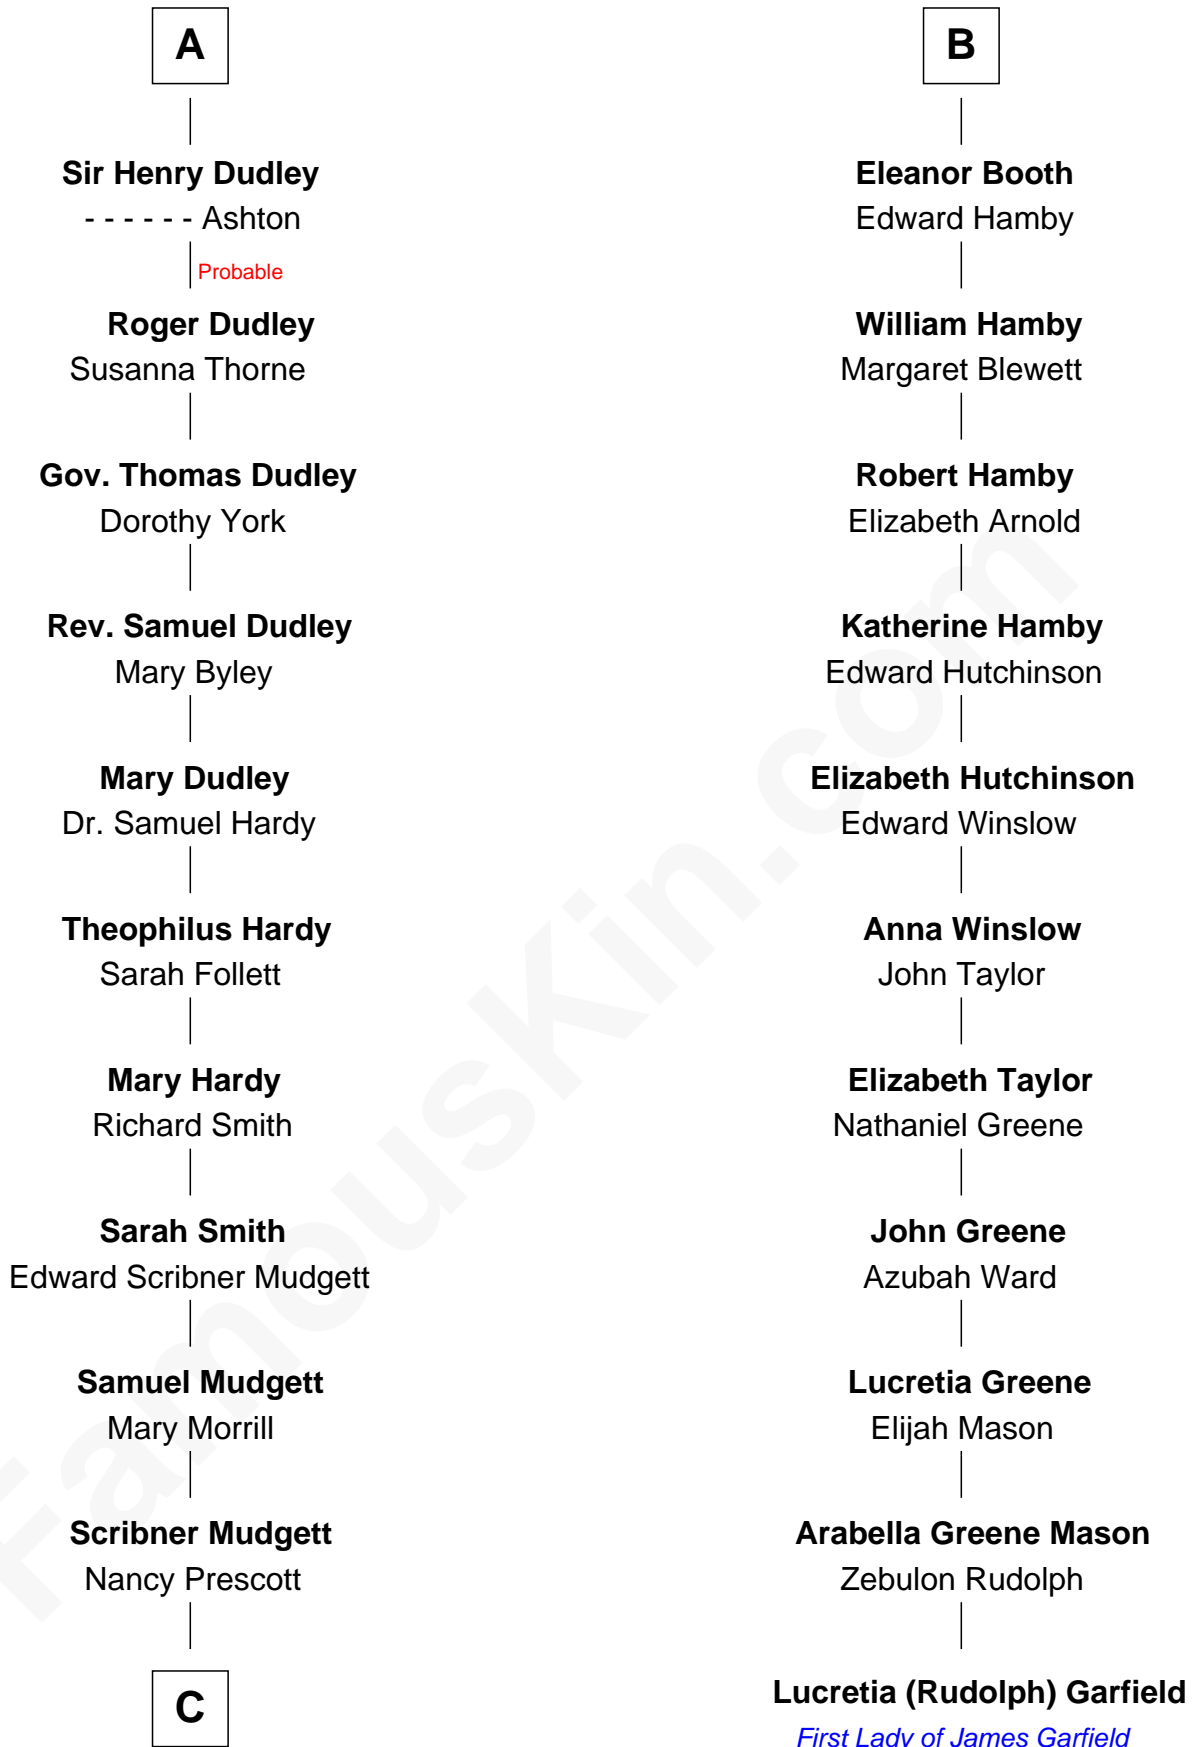 A
Sir Henry Dudley
- - - - - - Ashton
Probable
Roger Dudley
Susanna Thorne
Gov. Thomas Dudley
Dorothy York
Rev. Samuel Dudley
Mary Byley
Mary Dudley
Dr. Samuel Hardy
Theophilus Hardy
Sarah Follett
Mary Hardy
Richard Smith
Sarah Smith
Edward Scribner Mudgett
Samuel Mudgett
Mary Morrill
Scribner Mudgett
Nancy Prescott
C
B
Eleanor Booth
Edward Hamby
William Hamby
Margaret Blewett
Robert Hamby
Elizabeth Arnold
Katherine Hamby
Edward Hutchinson
Elizabeth Hutchinson
Edward Winslow
Anna Winslow
John Taylor
Elizabeth Taylor
Nathaniel Greene
John Greene
Azubah Ward
Lucretia Greene
Elijah Mason
Arabella Greene Mason
Zebulon Rudolph
Lucretia (Rudolph) Garfield
First Lady of James Garfield
FamousKin.com